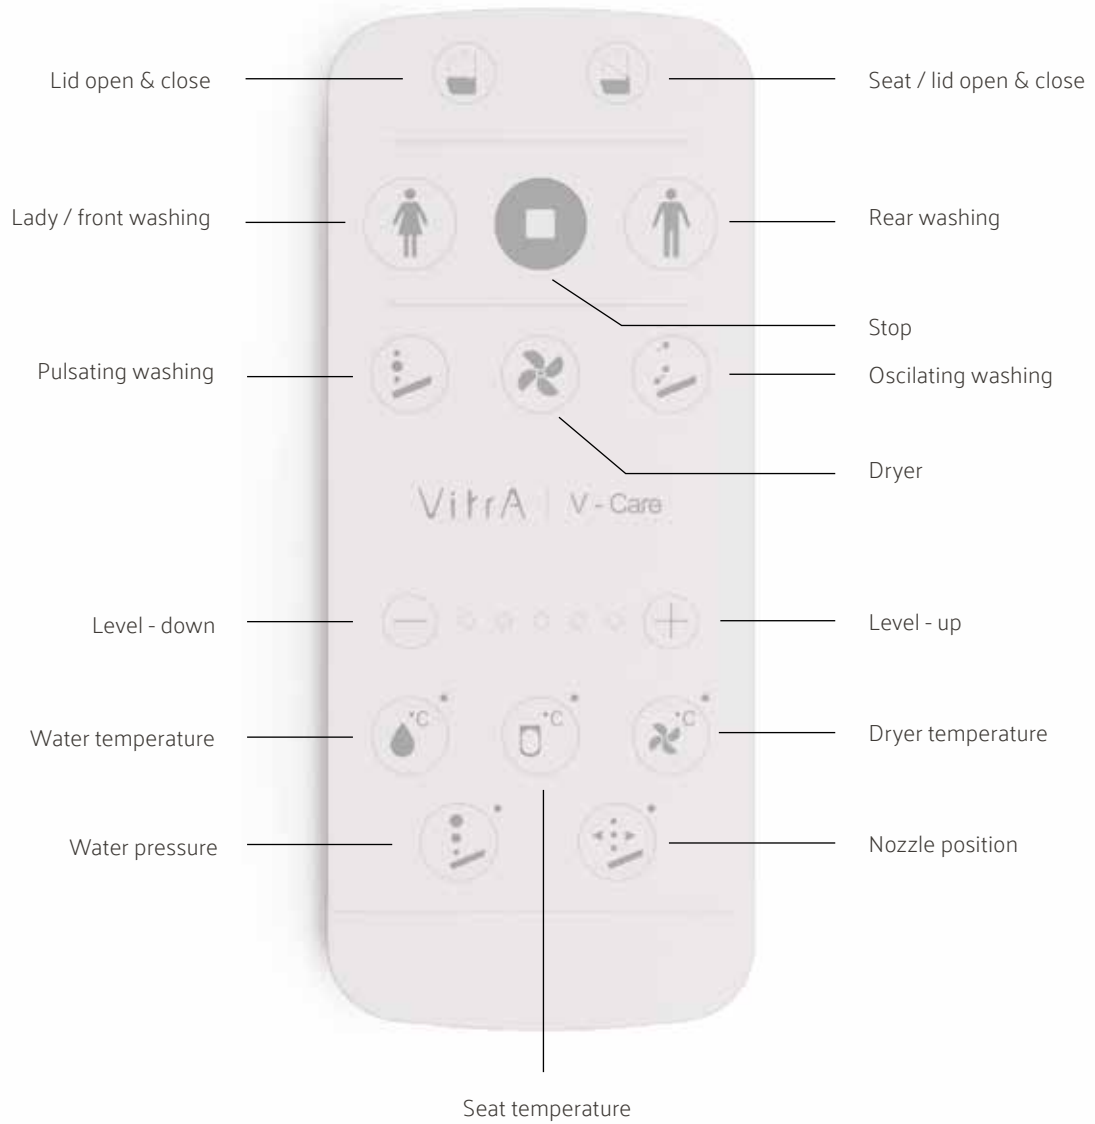 Lid open & close
Seat / lid open & close
Lady / front washing
Rear washing
Stop
Pulsating washing
Oscilating washing
Dryer
VitrA | V - Care
Level - down
Level - up
°C
°C
°C
Water temperature
Dryer temperature
Water pressure
Nozzle position
Seat temperature